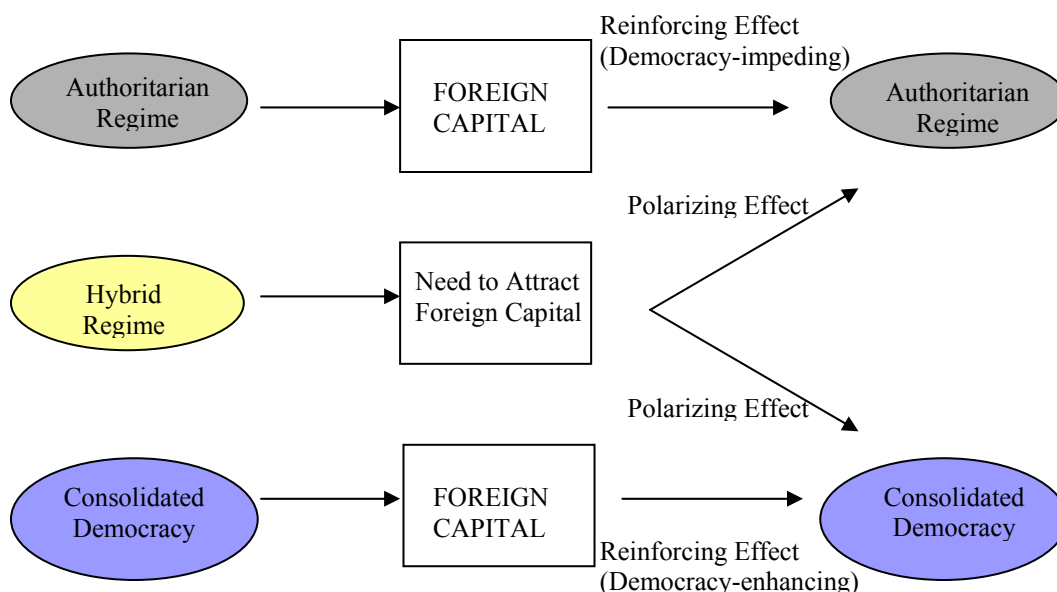 Reinforcing Effect
(Democracy-impeding)
Authoritarian
Regime
FOREIGN
CAPITAL
Authoritarian
Regime
Polarizing Effect
Hybrid
Regime
Need to Attract
Foreign Capital
Polarizing Effect
Consolidated
Democracy
FOREIGN
CAPITAL
Consolidated
Democracy
Reinforcing Effect
(Democracy-enhancing)